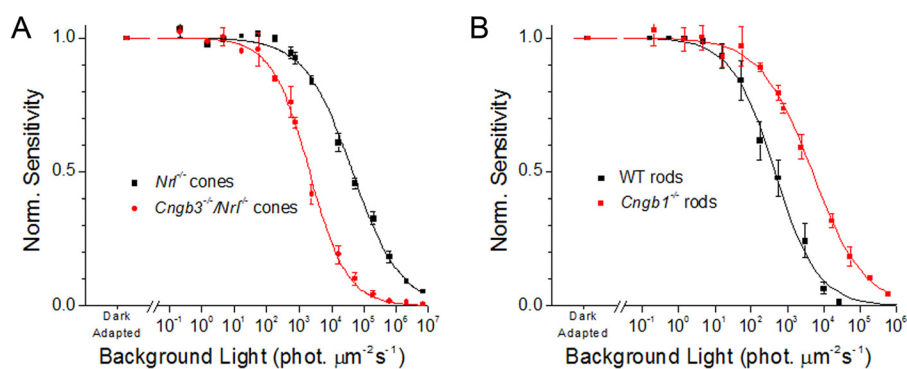 A
B
1.0
0.5
0.0
Norm. Sensitivity
Nrl-/- cones
Cngb3-/-/Nrl-/- cones
Dark
Adapted
10-1 100 101 102 103 104 105 106 107
Background Light (phot. μm-2s-1)
1.0
0.5
0.0
Norm. Sensitivity
WT rods
Cngb1-/- rods
Dark
Adapted
10-1 100 101 102 103 104 105 106
Background Light (phot. μm-2s-1)